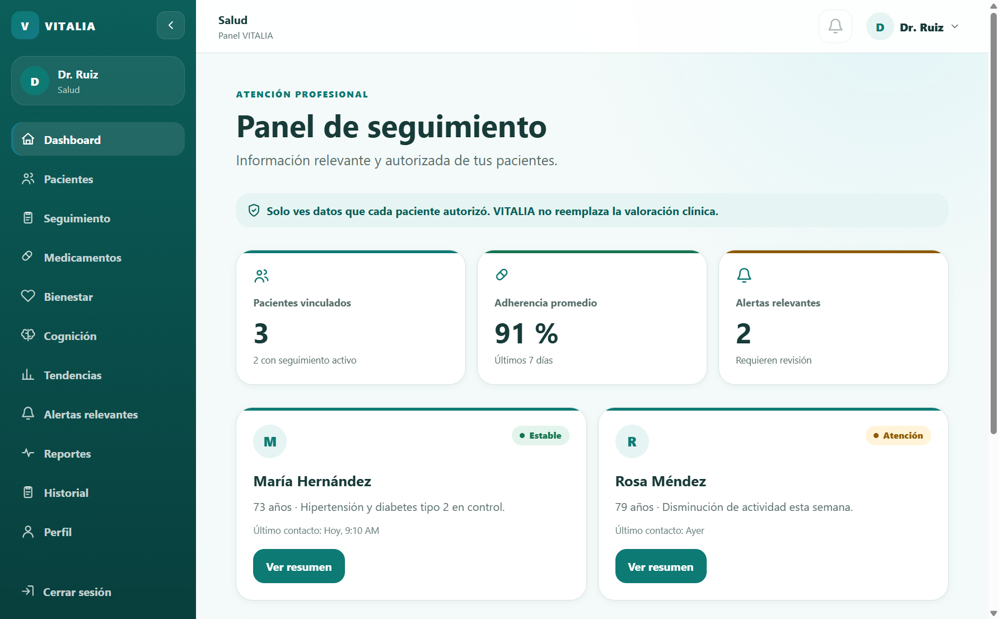 V VITALIA
D Dr. Ruiz
Salud
Dashboard
Pacientes
Seguimiento
Medicamentos
Bienestar
Cognición
Tendencias
Alertas relevantes
Reportes
Historial
Perfil
Cerrar sesión
Salud
Panel VITALIA
D Dr. Ruiz
ATENCIÓN PROFESIONAL
Panel de seguimiento
Información relevante y autorizada de tus pacientes.
Solo ves datos que cada paciente autorizó. VITALIA no reemplaza la valoración clínica.
Pacientes vinculados
3
2 con seguimiento activo
Adherencia promedio
91 %
Últimos 7 días
Alertas relevantes
2
Requieren revisión
M
Estable
María Hernández
73 años · Hipertensión y diabetes tipo 2 en control.
Último contacto: Hoy, 9:10 AM
Ver resumen
R
Atención
Rosa Méndez
79 años · Disminución de actividad esta semana.
Último contacto: Ayer
Ver resumen